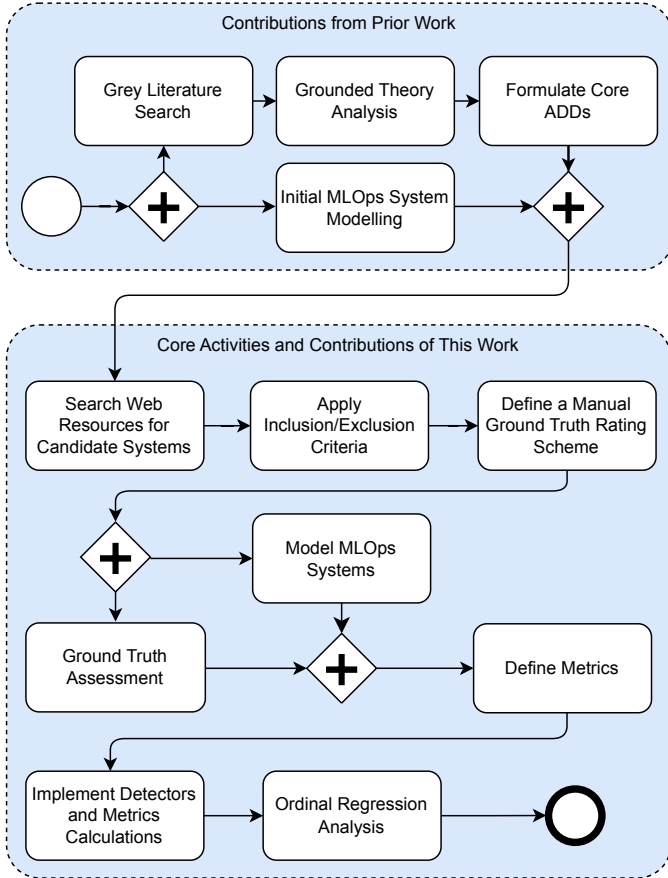 Contributions from Prior Work
Grey Literature
Search
Grounded Theory
Analysis
Formulate Core
ADDs
Initial MLOps System
Modelling
Core Activities and Contributions of This Work
Search Web
Resources for
Candidate Systems
Apply
Inclusion/Exclusion
Criteria
Define a Manual
Ground Truth Rating
Scheme
Model MLOps
Systems
Ground Truth
Assessment
Define Metrics
Implement Detectors
and Metrics
Calculations
Ordinal Regression
Analysis